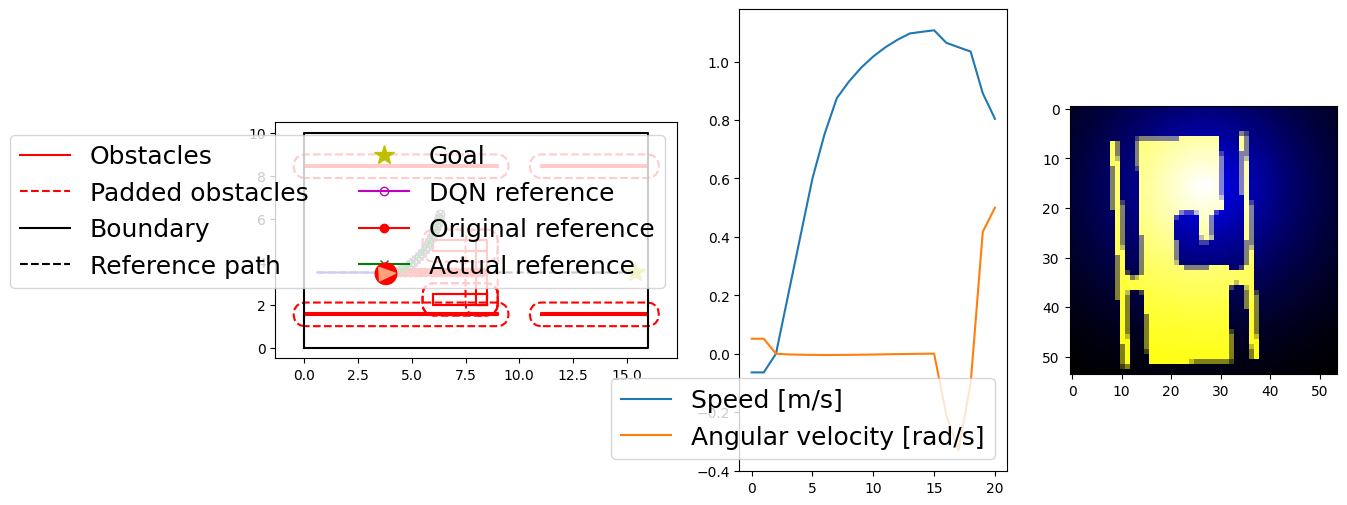 10
8
6
4
2
0
0.0 2.5 5.0 7.5 10.0 12.5 15.0
Obstacles
Padded obstacles
Boundary
Reference path
Goal
DQN reference
Original reference
Actual reference
1.0
0.8
0.6
0.4
0.2
0.0
−0.2
−0.4
0 5 10 15 20
Speed [m/s]
Angular velocity [rad/s]
0
10
20
30
40
50
0 10 20 30 40 50